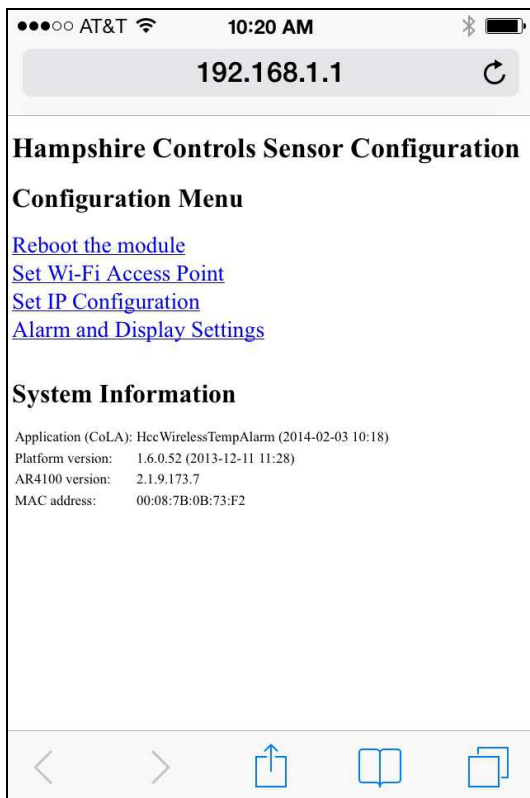 AT&T 10:20 AM
192.168.1.1
Hampshire Controls Sensor Configuration
Configuration Menu
Reboot the module
Set Wi-Fi Access Point
Set IP Configuration
Alarm and Display Settings
System Information
Application (CoLA): HccWirelessTempAlarm (2014-02-03 10:18)
Platform version: 1.6.0.52 (2013-12-11 11:28)
AR4100 version: 2.1.9.173.7
MAC address: 00:08:7B:0B:73:F2